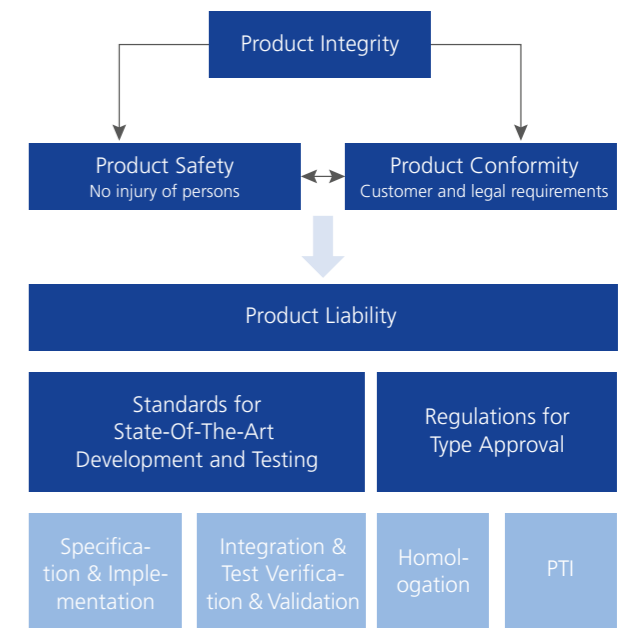 Product Integrity
Product Safety
No injury of persons
Product Conformity
Customer and legal requirements
Product Liability
Standards for
State-Of-The-Art
Development and Testing
Regulations for
Type Approval
Specifica-
tion & Imple-
mentation
Integration &
Test Verifica-
tion & Validation
Homol-
ogation
PTI